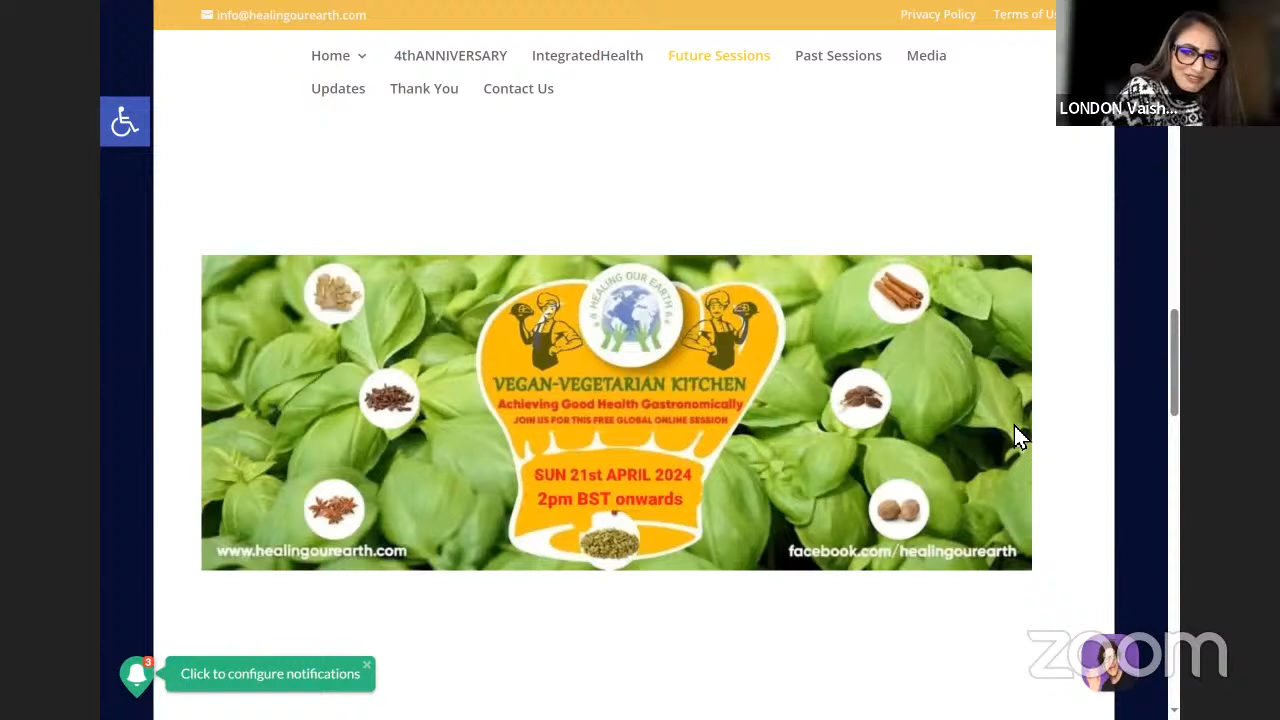 info@healingourearth.com
Privacy Policy Terms of Us
LONDON Vaish...
Home 4thANNIVERSARY IntegratedHealth Future Sessions Past Sessions Media
Updates Thank You Contact Us
HEALING OUR EARTH
VEGAN-VEGETARIAN KITCHEN
Achieving Good Health Gastronomically
JOIN US FOR THIS FREE GLOBAL ONLINE SESSION
SUN 21st APRIL 2024
2pm BST onwards
www.healingourearth.com
facebook.com/healingourearth
3
Click to configure notifications
zoom